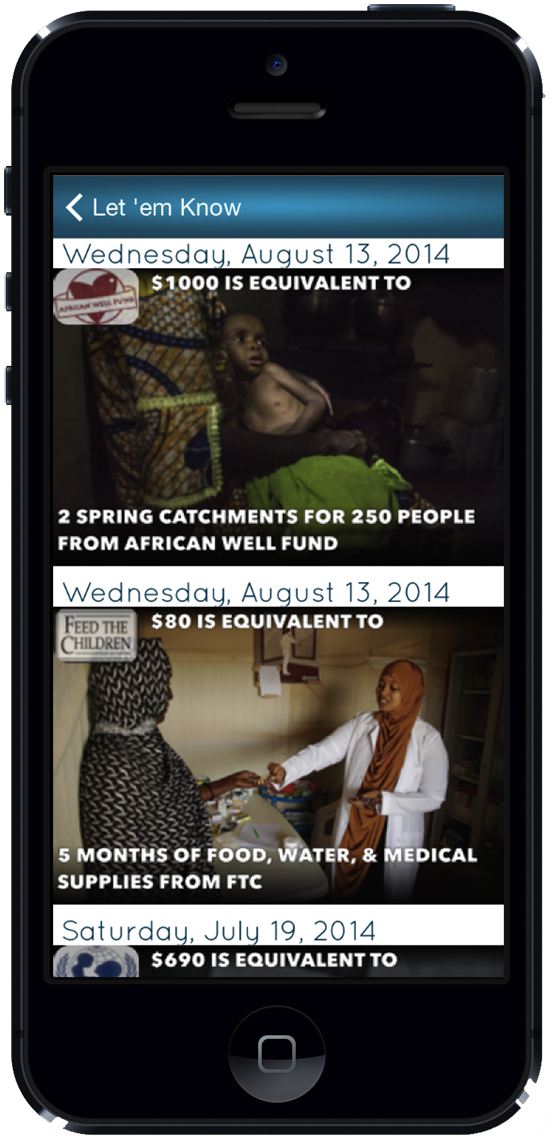 Let 'em Know
Wednesday, August 13, 2014
AFRICAN WELL FUND
$1000 IS EQUIVALENT TO
2 SPRING CATCHMENTS FOR 250 PEOPLE
FROM AFRICAN WELL FUND
Wednesday, August 13, 2014
FEED THE
CHILDREN
$80 IS EQUIVALENT TO
5 MONTHS OF FOOD, WATER, & MEDICAL
SUPPLIES FROM FTC
Saturday, July 19, 2014
$690 IS EQUIVALENT TO